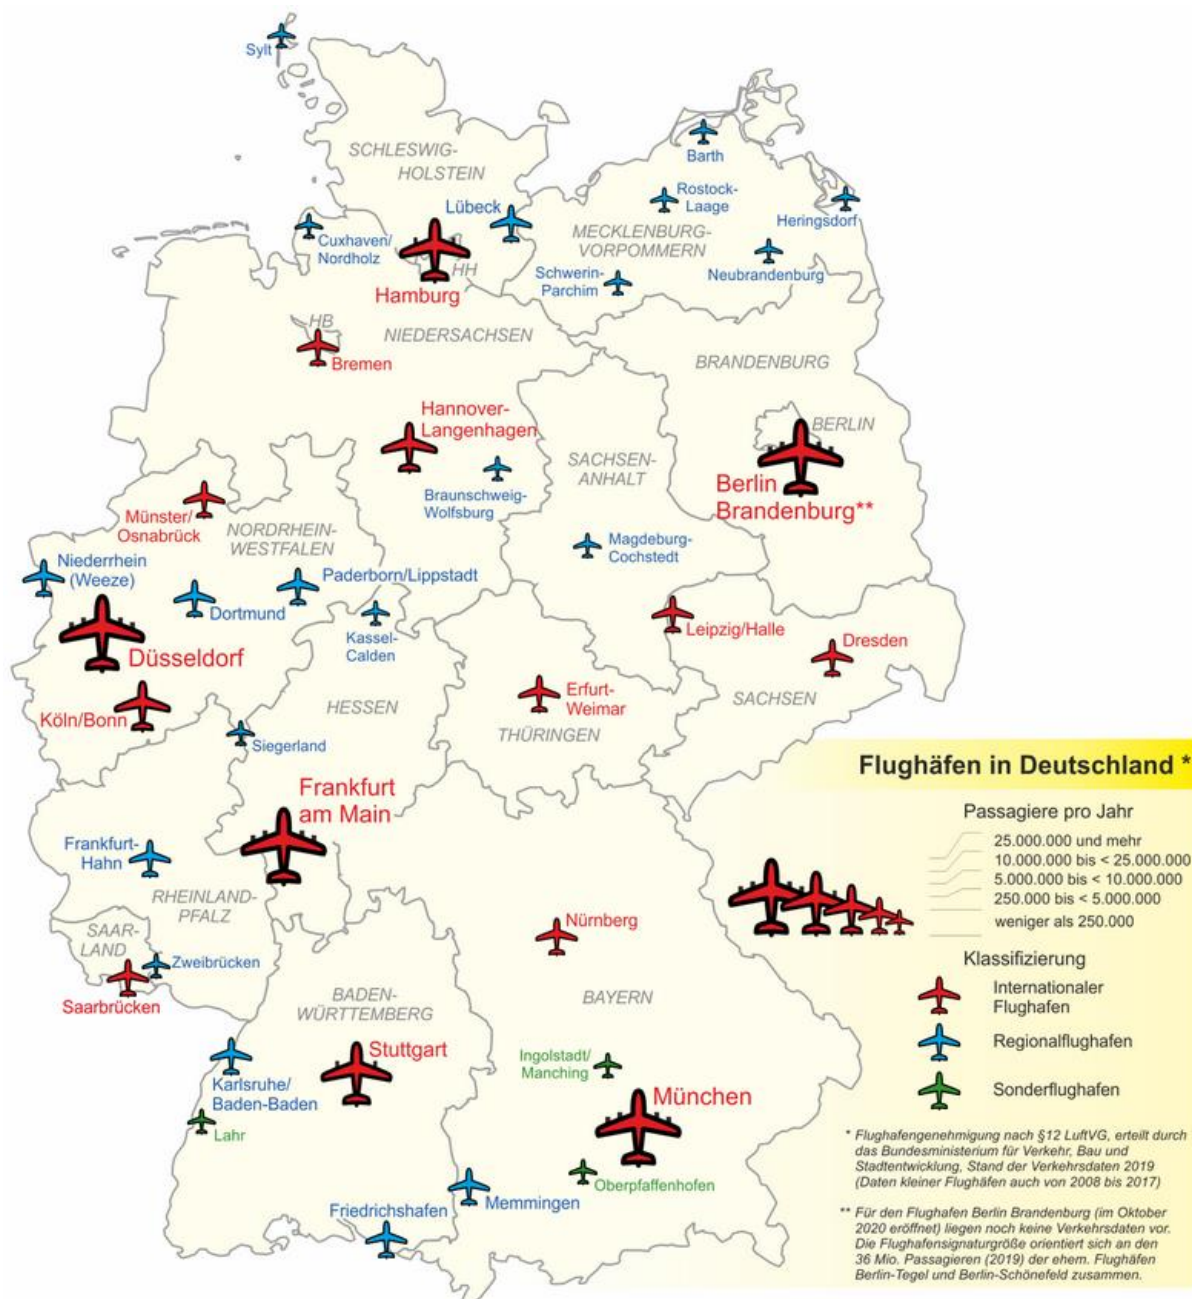 Sylt
SCHLESWIG-
HOLSTEIN
Barth
Rostock-
Laage
Lübeck
Heringsdorf
Cuxhaven/
Nordholz
MECKLENBURG-
VORPOMMERN
HH
Schwerin-
Parchim
Neubrandenburg
Hamburg
HB
NIEDERSACHSEN
Bremen
BRANDENBURG
Hannover-
Langenhagen
BERLIN
SACHSEN-
ANHALT
Braunschweig-
Wolfsburg
Berlin
Brandenburg**
Münster/
Osnabrück
NORDRHEIN-
WESTFALEN
Magdeburg-
Cochstedt
Niederrhein
(Weeze)
Paderborn/Lippstadt
Dortmund
Kassel-
Calden
Leipzig/Halle
Dresden
Düsseldorf
Erfurt-
Weimar
SACHSEN
Köln/Bonn
HESSEN
THÜRINGEN
Siegerland
Frankfurt
am Main
Frankfurt-
Hahn
RHEINLAND-
PFALZ
Nürnberg
SAAR-
LAND
Zweibrücken
Saarbrücken
BADEN-
WÜRTTEMBERG
BAYERN
Stuttgart
Ingolstadt/
Manching
Karlsruhe/
Baden-Baden
München
Lahr
Oberpfaffenhofen
Memmingen
Friedrichshafen
Flughäfen in Deutschland *
Passagiere pro Jahr
25.000.000 und mehr
10.000.000 bis < 25.000.000
5.000.000 bis < 10.000.000
250.000 bis < 5.000.000
weniger als 250.000
Klassifizierung
Internationaler
Flughafen
Regionalflughafen
Sonderflughafen
* Flughafengenehmigung nach §12 LuftVG, erteilt durch
das Bundesministerium für Verkehr, Bau und
Stadtentwicklung, Stand der Verkehrsdaten 2019
(Daten kleiner Flughäfen auch von 2008 bis 2017)
** Für den Flughafen Berlin Brandenburg (im Oktober
2020 eröffnet) liegen noch keine Verkehrsdaten vor.
Die Flughafensignaturgröße orientiert sich an den
36 Mio. Passagieren (2019) der ehem. Flughäfen
Berlin-Tegel und Berlin-Schönefeld zusammen.